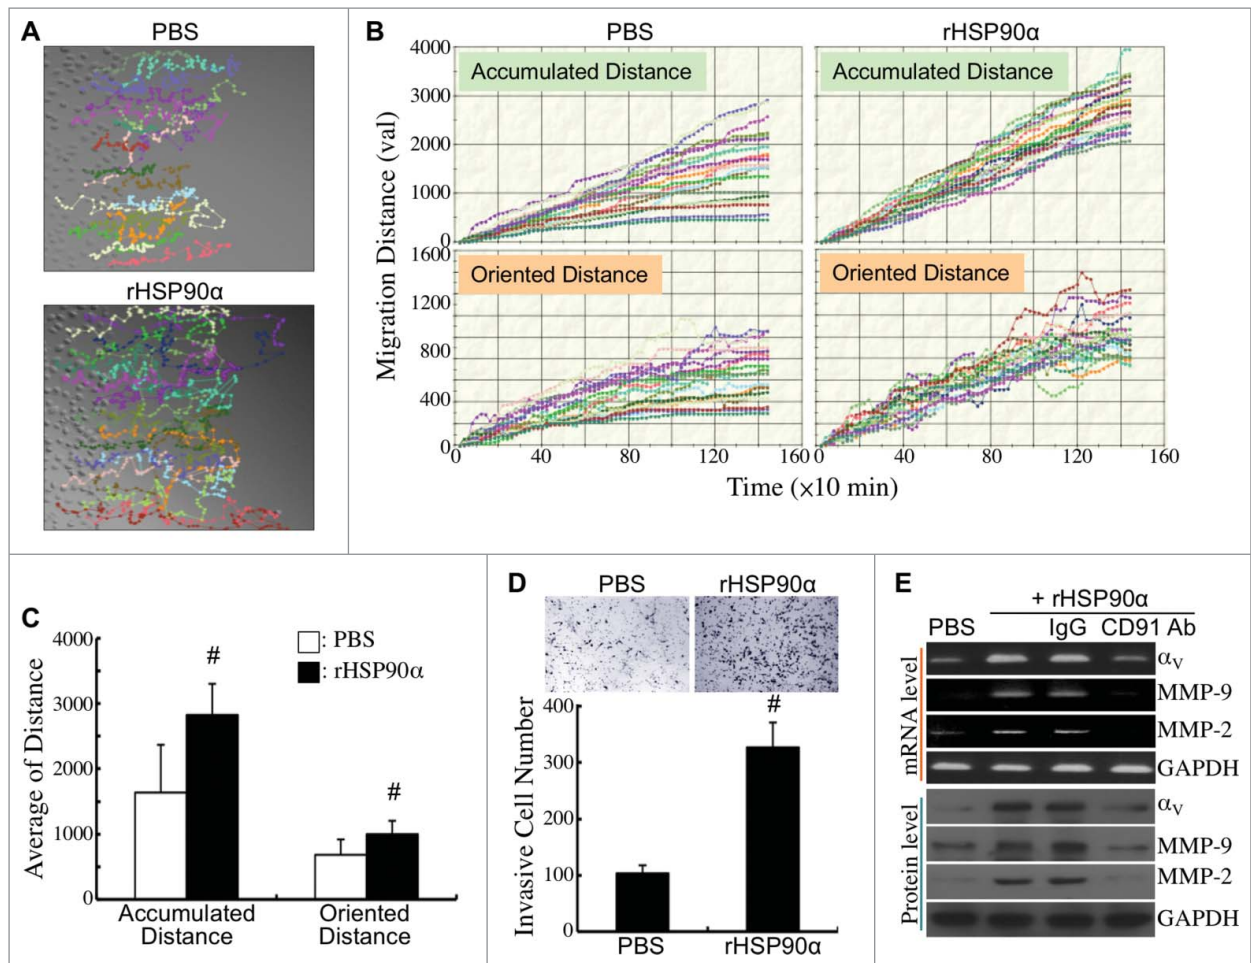 A
PBS
rHSP90α
B
PBS
rHSP90α
Migration Distance (val)
4000
3000
2000
1000
0
Accumulated Distance
Accumulated Distance
1600
1200
800
400
0
Oriented Distance
Oriented Distance
0 40 80 120 160
0 40 80 120 160
Time (×10 min)
C
Average of Distance
4000
3000
2000
1000
0
: PBS
: rHSP90α
#
#
Accumulated Distance
Oriented Distance
D
PBS
rHSP90α
Invasive Cell Number
400
300
200
100
0
#
PBS
rHSP90α
E
+ rHSP90α
PBS IgG CD91 Ab
mRNA level
αV
MMP-9
MMP-2
GAPDH
Protein level
αV
MMP-9
MMP-2
GAPDH